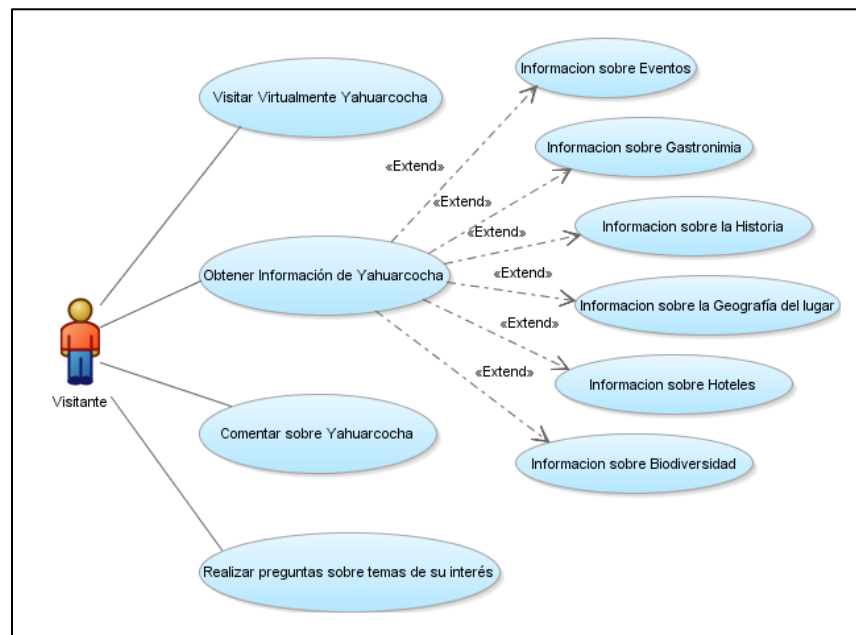 Visitar Virtualmente Yahuarcocha
Informacion sobre Eventos
«Extend»
Informacion sobre Gastronimia
«Extend»
Informacion sobre la Historia
«Extend»
Obtener Información de Yahuarcocha
«Extend»
Informacion sobre la Geografía del lugar
«Extend»
Informacion sobre Hoteles
«Extend»
Visitante
Comentar sobre Yahuarcocha
Informacion sobre Biodiversidad
Realizar preguntas sobre temas de su interés